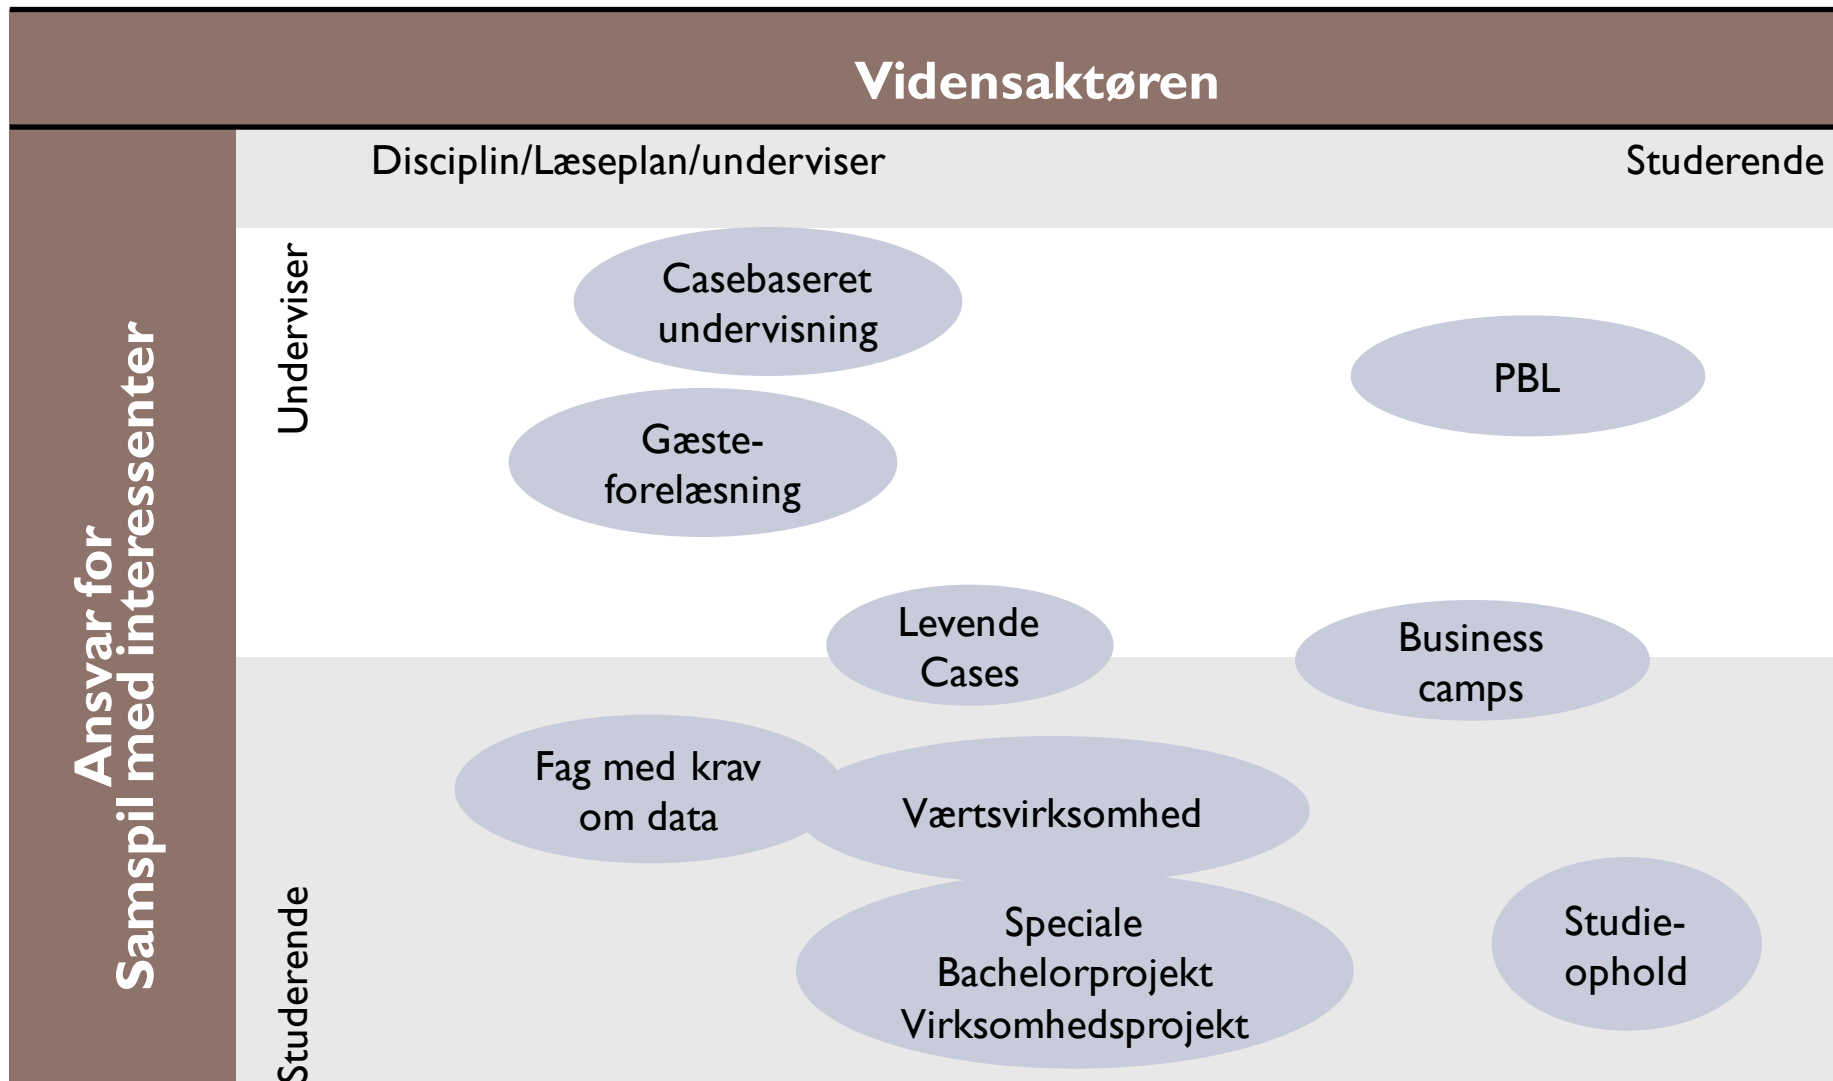 Vidensaktøren
Disciplin/Læseplan/underviser
Studerende
Ansvar for
Samspil med interessenter
Underviser
Casebaseret
undervisning
PBL
Gæste-
forelæsning
Levende
Cases
Business
camps
Fag med krav
om data
Værtsvirksomhed
Studerende
Speciale
Bachelorprojekt
Virksomhedsprojekt
Studie-
ophold